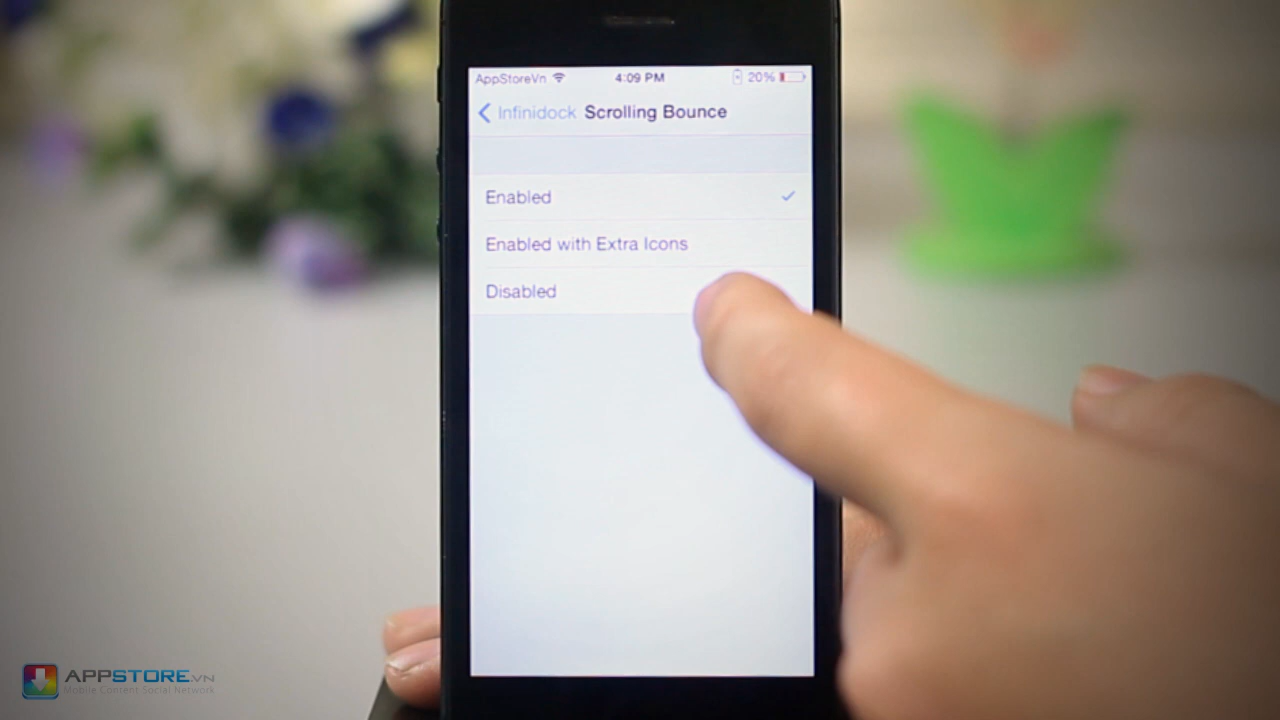 AppStoreVn 4:09 PM 20%
Infinidock Scrolling Bounce
Enabled
Enabled with Extra Icons
Disabled
APPSTORE.VN
Mobile Content Social Network